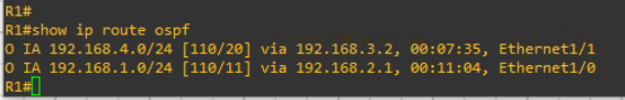 R1#
R1#show ip route ospf
O IA 192.168.4.0/24 [110/20] via 192.168.3.2, 00:07:35, Ethernet1/1
O IA 192.168.1.0/24 [110/11] via 192.168.2.1, 00:11:04, Ethernet1/0
R1#